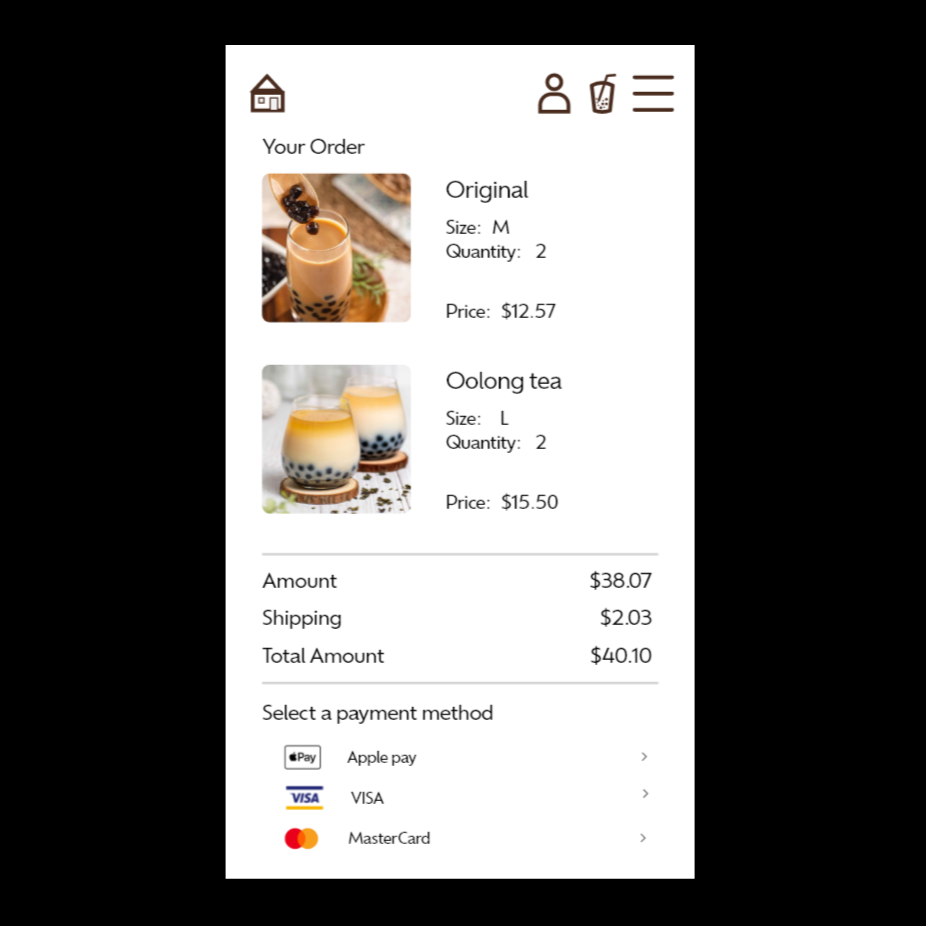 Your Order
Original
Size: M
Quantity: 2
Price: $12.57
Oolong tea
Size: L
Quantity: 2
Price: $15.50
Amount $38.07
Shipping $2.03
Total Amount $40.10
Select a payment method
Pay Apple pay
VISA VISA
MasterCard